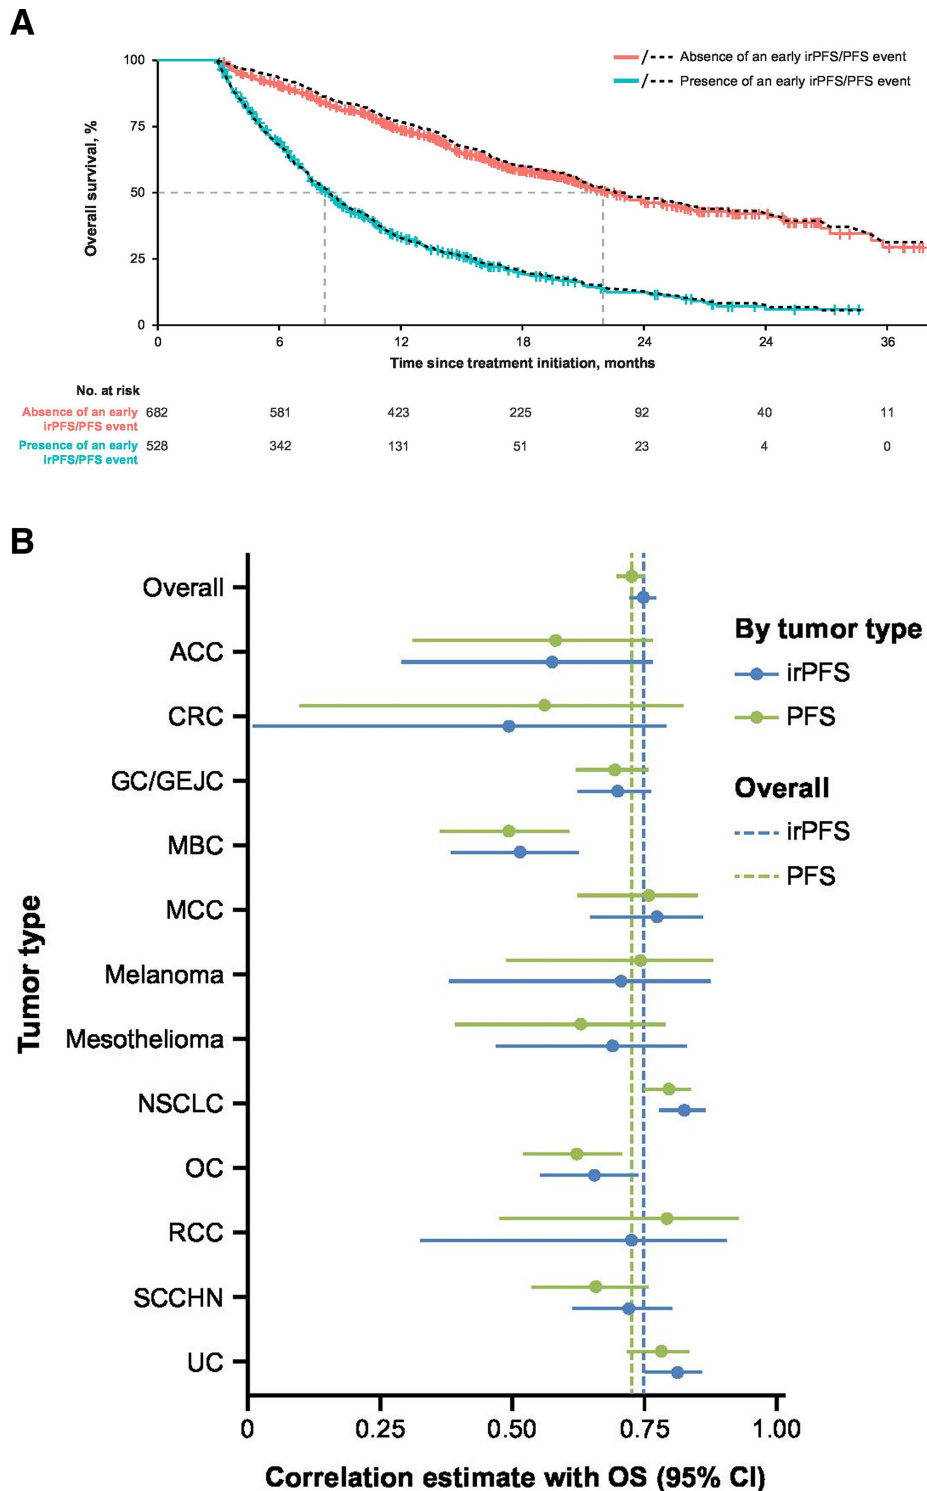 A
100
75
50
25
0
Overall survival, %
/ Absence of an early irPFS/PFS event
/ Presence of an early irPFS/PFS event
0 6 12 18 24 24 36
Time since treatment initiation, months
No. at risk
Absence of an early
irPFS/PFS event
682 581 423 225 92 40 11
Presence of an early
irPFS/PFS event
528 342 131 51 23 4 0
B
Tumor type
Overall
ACC
CRC
GC/GEJC
MBC
MCC
Melanoma
Mesothelioma
NSCLC
OC
RCC
SCCHN
UC
By tumor type
irPFS
PFS
Overall
irPFS
PFS
0 0.25 0.50 0.75 1.00
Correlation estimate with OS (95% CI)